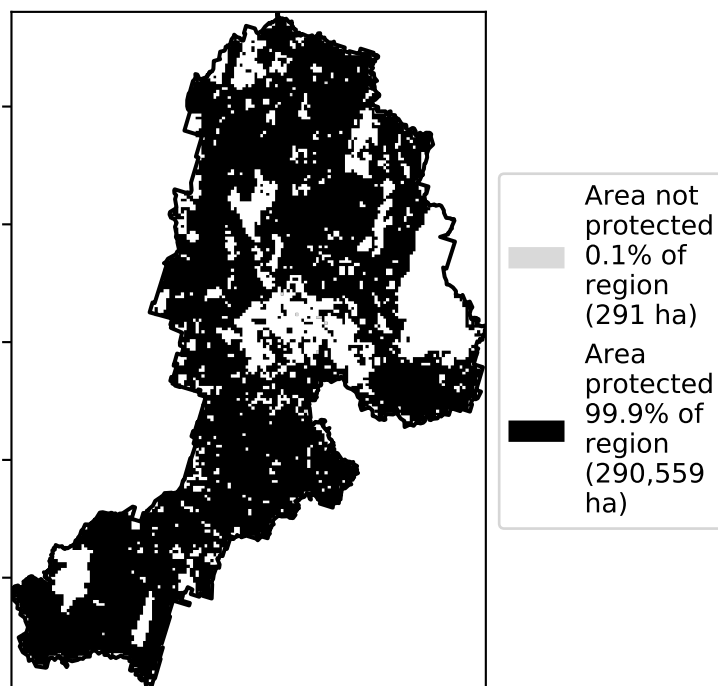 Area not
protected
0.1% of
region
(291 ha)
Area
protected
99.9% of
region
(290,559
ha)